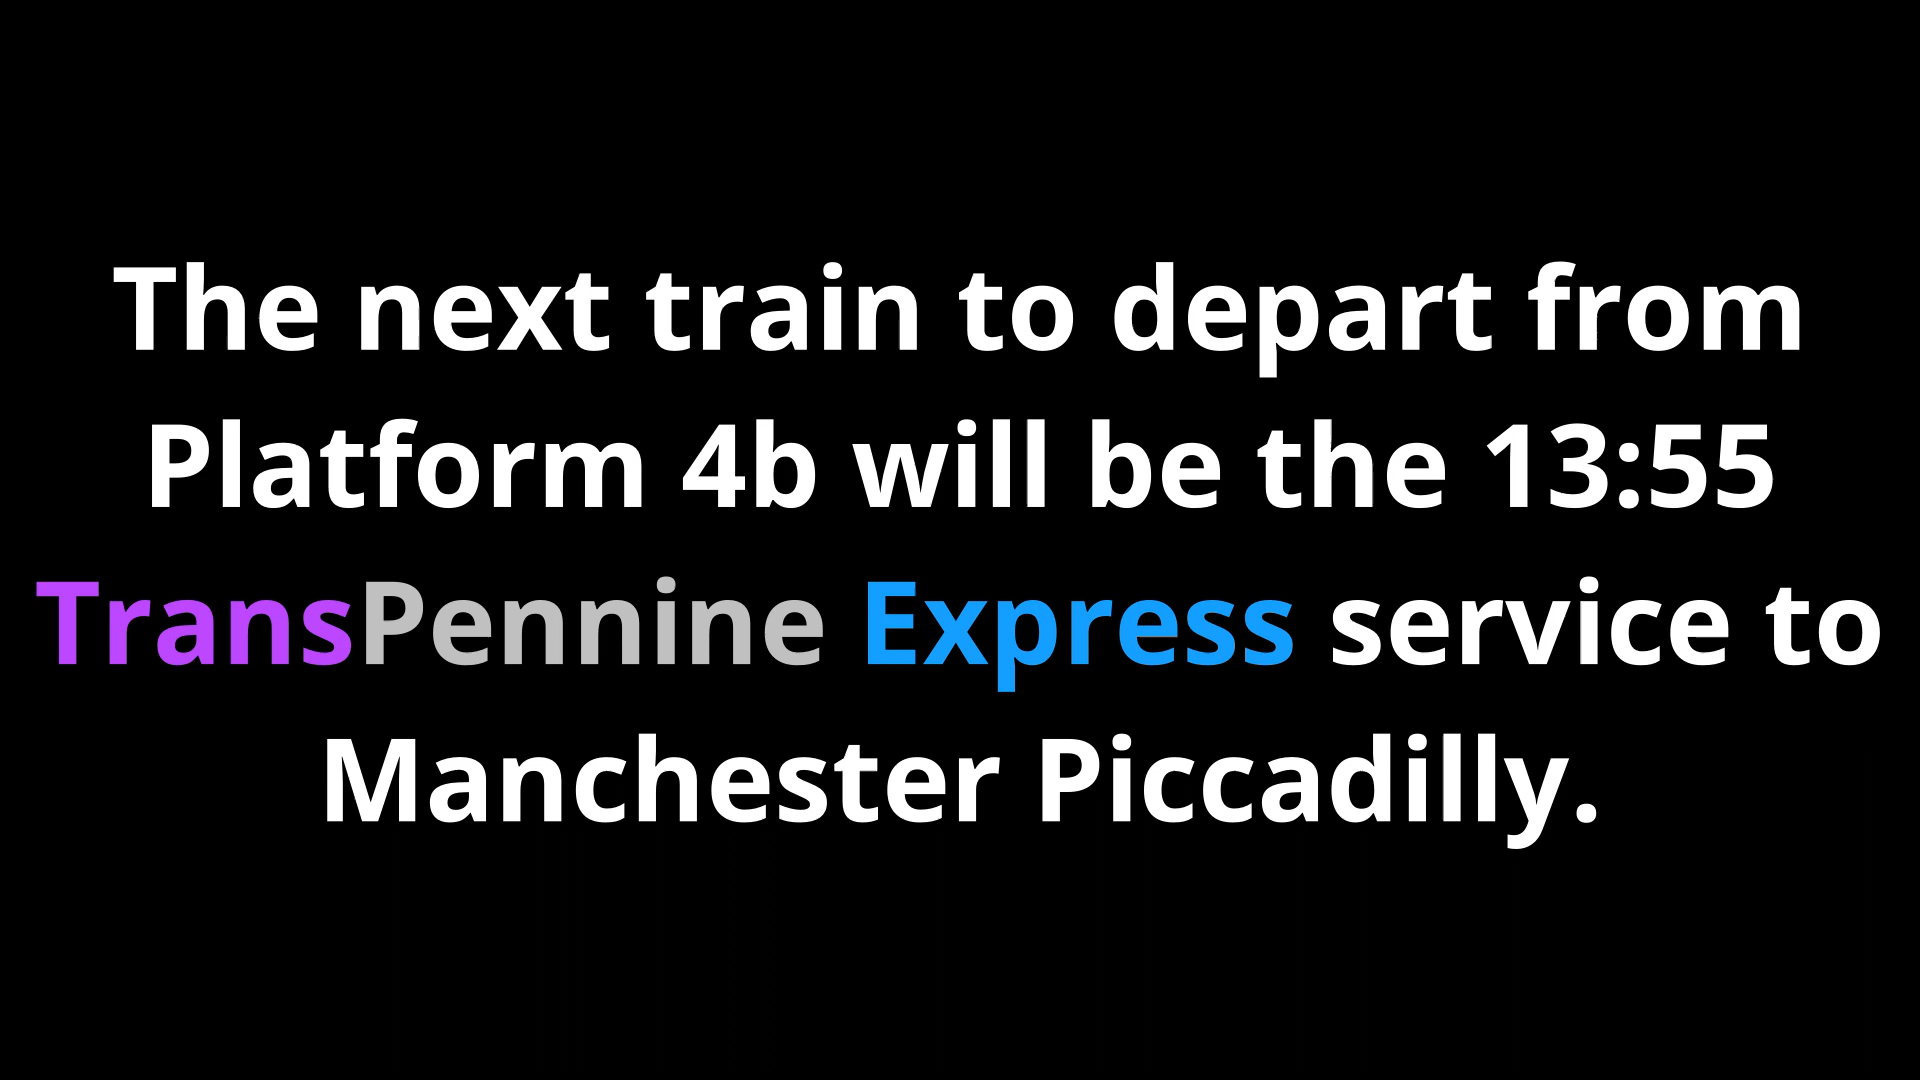 The next train to depart from
Platform 4b will be the 13:55
TransPennine Express service to
Manchester Piccadilly.